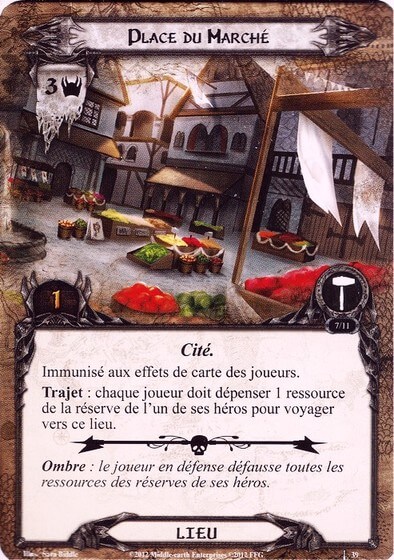 Place du Marché
3
1
7/11
Cité.
Immunisé aux effets de carte des joueurs.
Trajet : chaque joueur doit dépenser 1 ressource
de la réserve de l'un de ses héros pour voyager
vers ce lieu.
Ombre : le joueur en défense défausse toutes les
ressources des réserves de ses héros.
LIEU
Illus. Sara Biddle
©2012 Middle-earth Enterprises ©2012 FFG
39